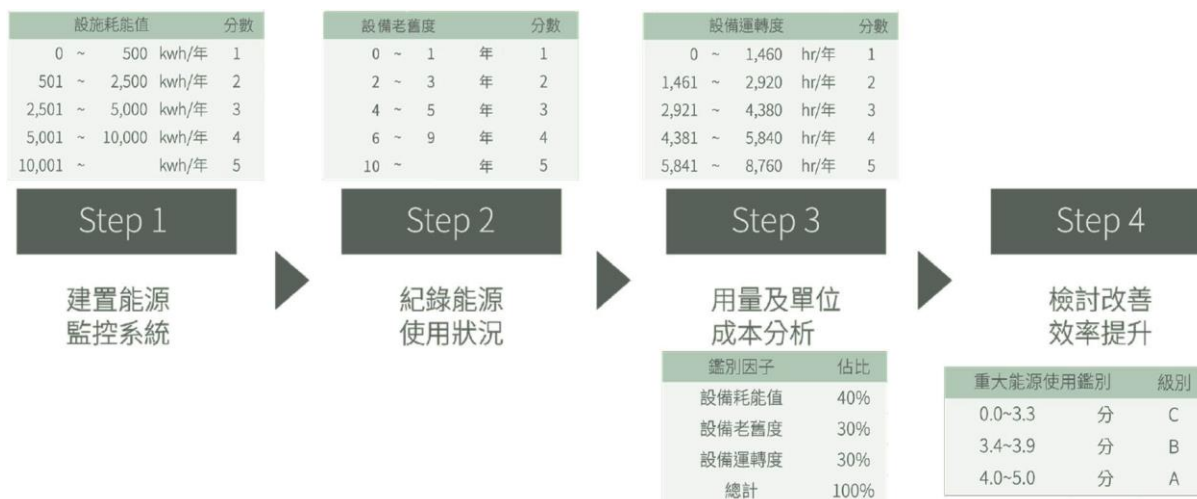 設施耗能值 分數
0 ~ 500 kwh/年 1
501 ~ 2,500 kwh/年 2
2,501 ~ 5,000 kwh/年 3
5,001 ~ 10,000 kwh/年 4
10,001 ~ kwh/年 5
Step 1
建置能源
監控系統
設備老舊度 分數
0 ~ 1 年 1
2 ~ 3 年 2
4 ~ 5 年 3
6 ~ 9 年 4
10 ~ 年 5
Step 2
紀錄能源
使用狀況
設備運轉度 分數
0 ~ 1,460 hr/年 1
1,461 ~ 2,920 hr/年 2
2,921 ~ 4,380 hr/年 3
4,381 ~ 5,840 hr/年 4
5,841 ~ 8,760 hr/年 5
Step 3
用量及單位
成本分析
鑑別因子 佔比
設備耗能值 40%
設備老舊度 30%
設備運轉度 30%
總計 100%
Step 4
檢討改善
效率提升
重大能源使用鑑別 級別
0.0~3.3 分 C
3.4~3.9 分 B
4.0~5.0 分 A